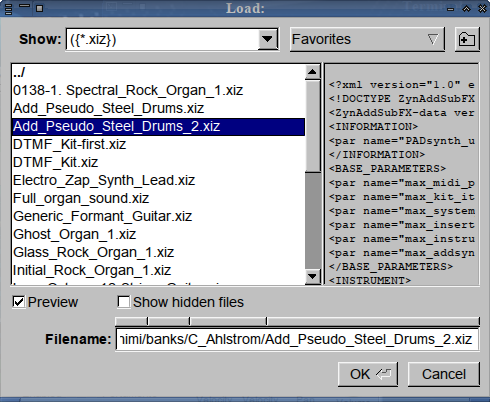 Load:
Show: ({*.xiz}) Favorites
../
0138-1. Spectral_Rock_Organ_1.xiz
Add_Pseudo_Steel_Drums.xiz
Add_Pseudo_Steel_Drums_2.xiz
DTMF_Kit-first.xiz
DTMF_Kit.xiz
Electro_Zap_Synth_Lead.xiz
Full_organ_sound.xiz
Generic_Formant_Guitar.xiz
Ghost_Organ_1.xiz
Glass_Rock_Organ_1.xiz
Initial_Rock_Organ_1.xiz
<?xml version="1.0" e
<!DOCTYPE ZynAddSubFX
<ZynAddSubFX-data ver
<INFORMATION>
<par name="PADsynth_u
</INFORMATION>
<BASE_PARAMETERS>
<par name="max_midi_p
<par name="max_kit_it
<par name="max_system
<par name="max_insert
<par name="max_instru
<par name="max_addsyn
</BASE_PARAMETERS>
<INSTRUMENT>
Preview Show hidden files
Filename: nimi/banks/C_Ahlstrom/Add_Pseudo_Steel_Drums_2.xiz
OK Cancel